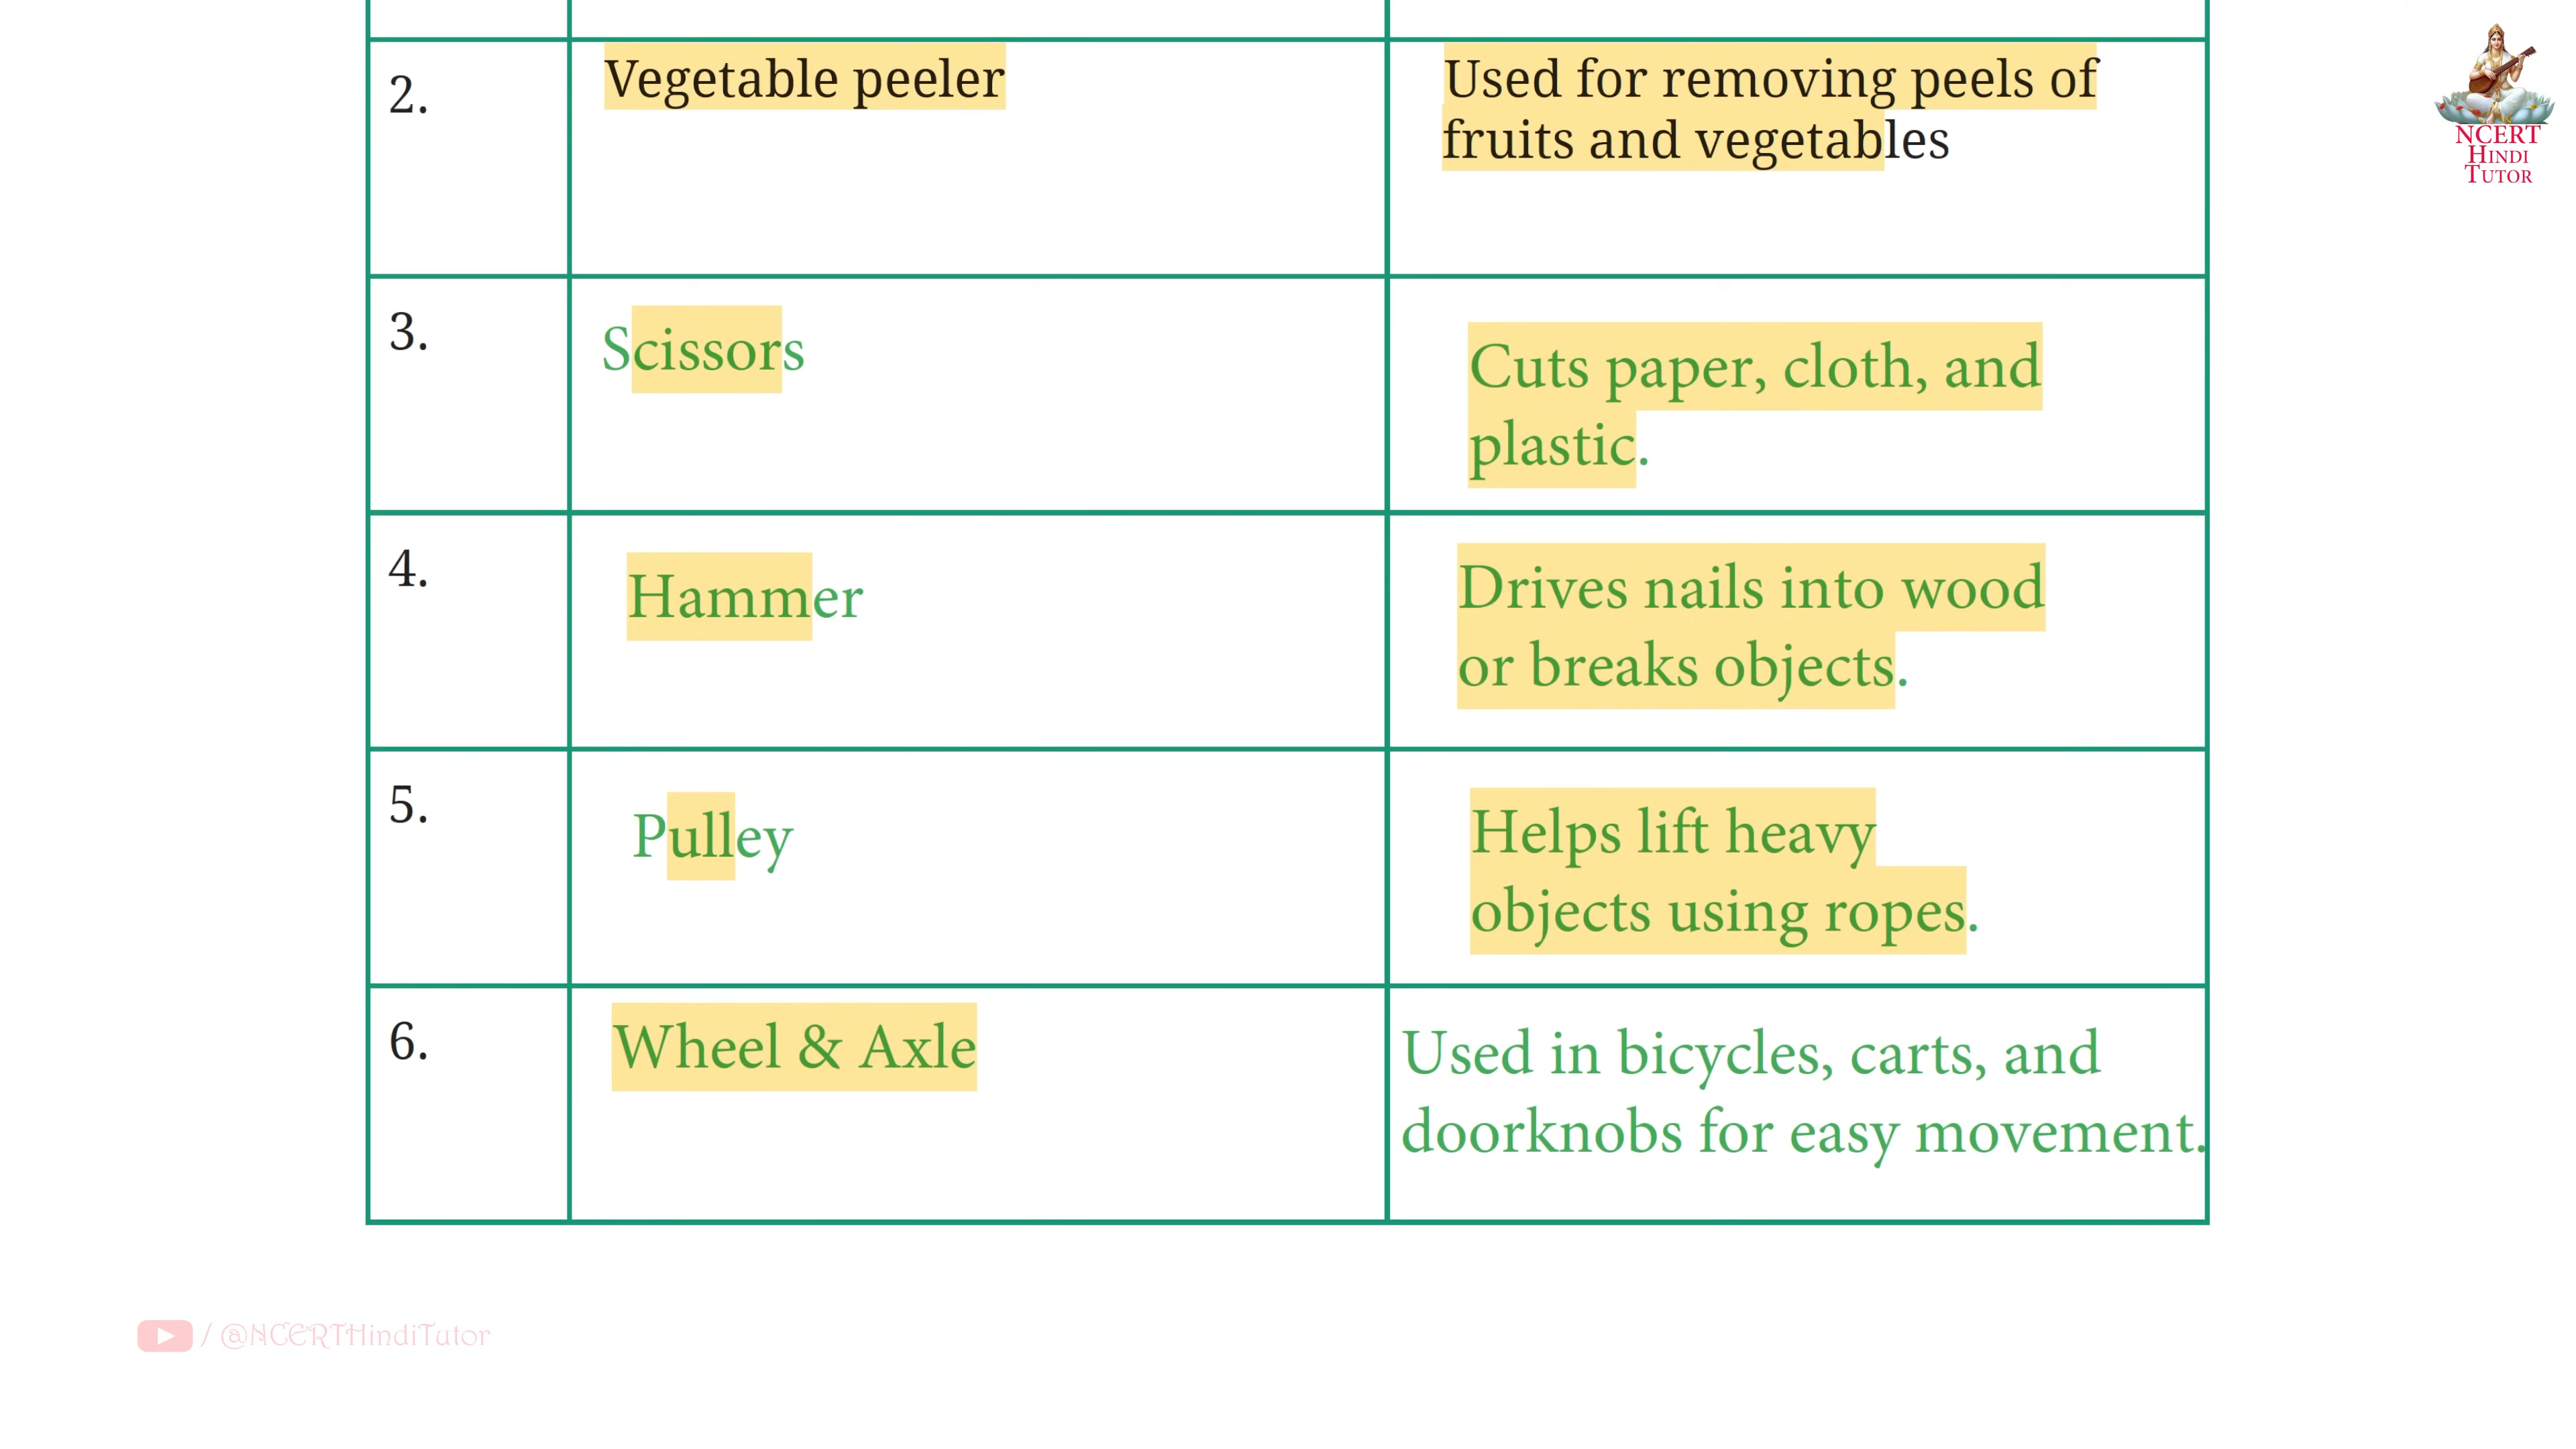 NCERT
HINDI
TUTOR
2.
Vegetable peeler
Used for removing peels of
fruits and vegetables
3.
Scissors
Cuts paper, cloth, and
plastic.
4.
Hammer
Drives nails into wood
or breaks objects.
5.
Pulley
Helps lift heavy
objects using ropes.
6.
Wheel & Axle
Used in bicycles, carts, and
doorknobs for easy movement.
/ @NCERTHindiTutor